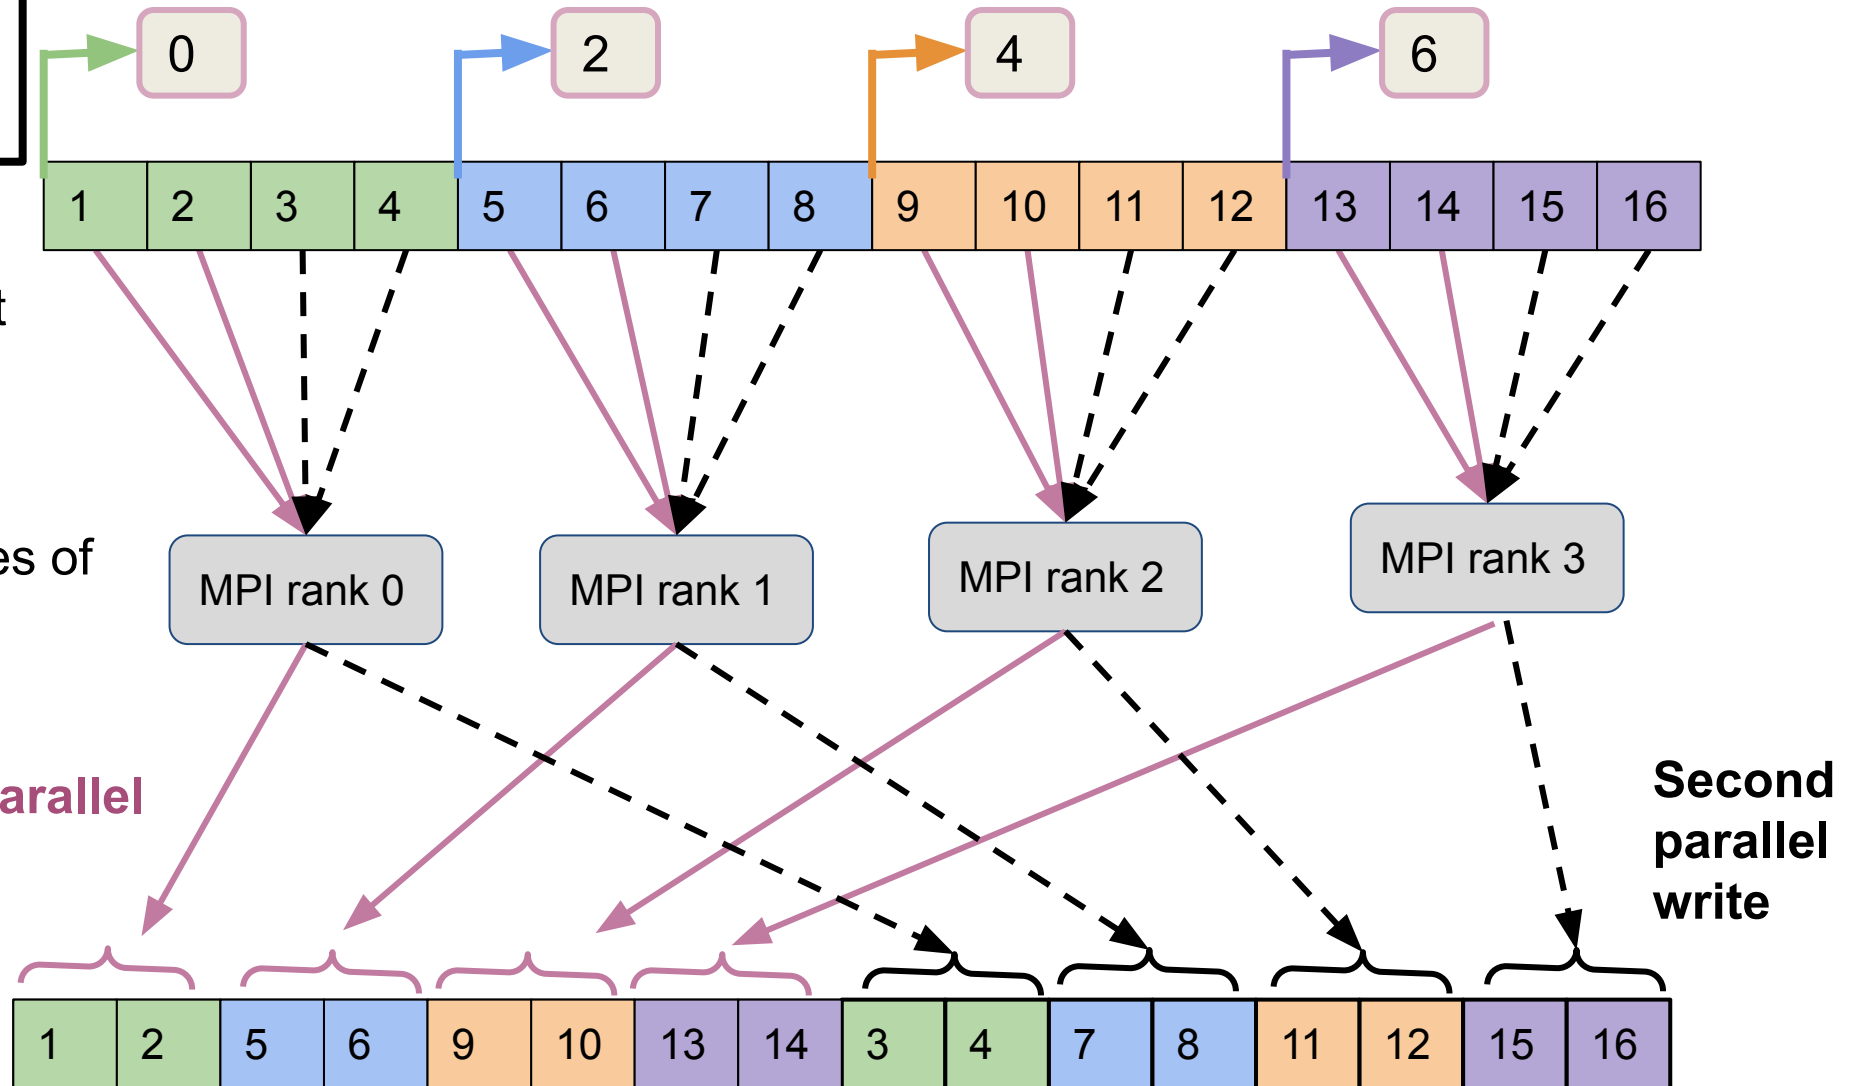 0 2 4 6
1 2 3 4 5 6 7 8 9 10 11 12 13 14 15 16
t
es of
MPI rank 0 MPI rank 1 MPI rank 2 MPI rank 3
arallel
Second
parallel
write
1 2 5 6 9 10 13 14 3 4 7 8 11 12 15 16